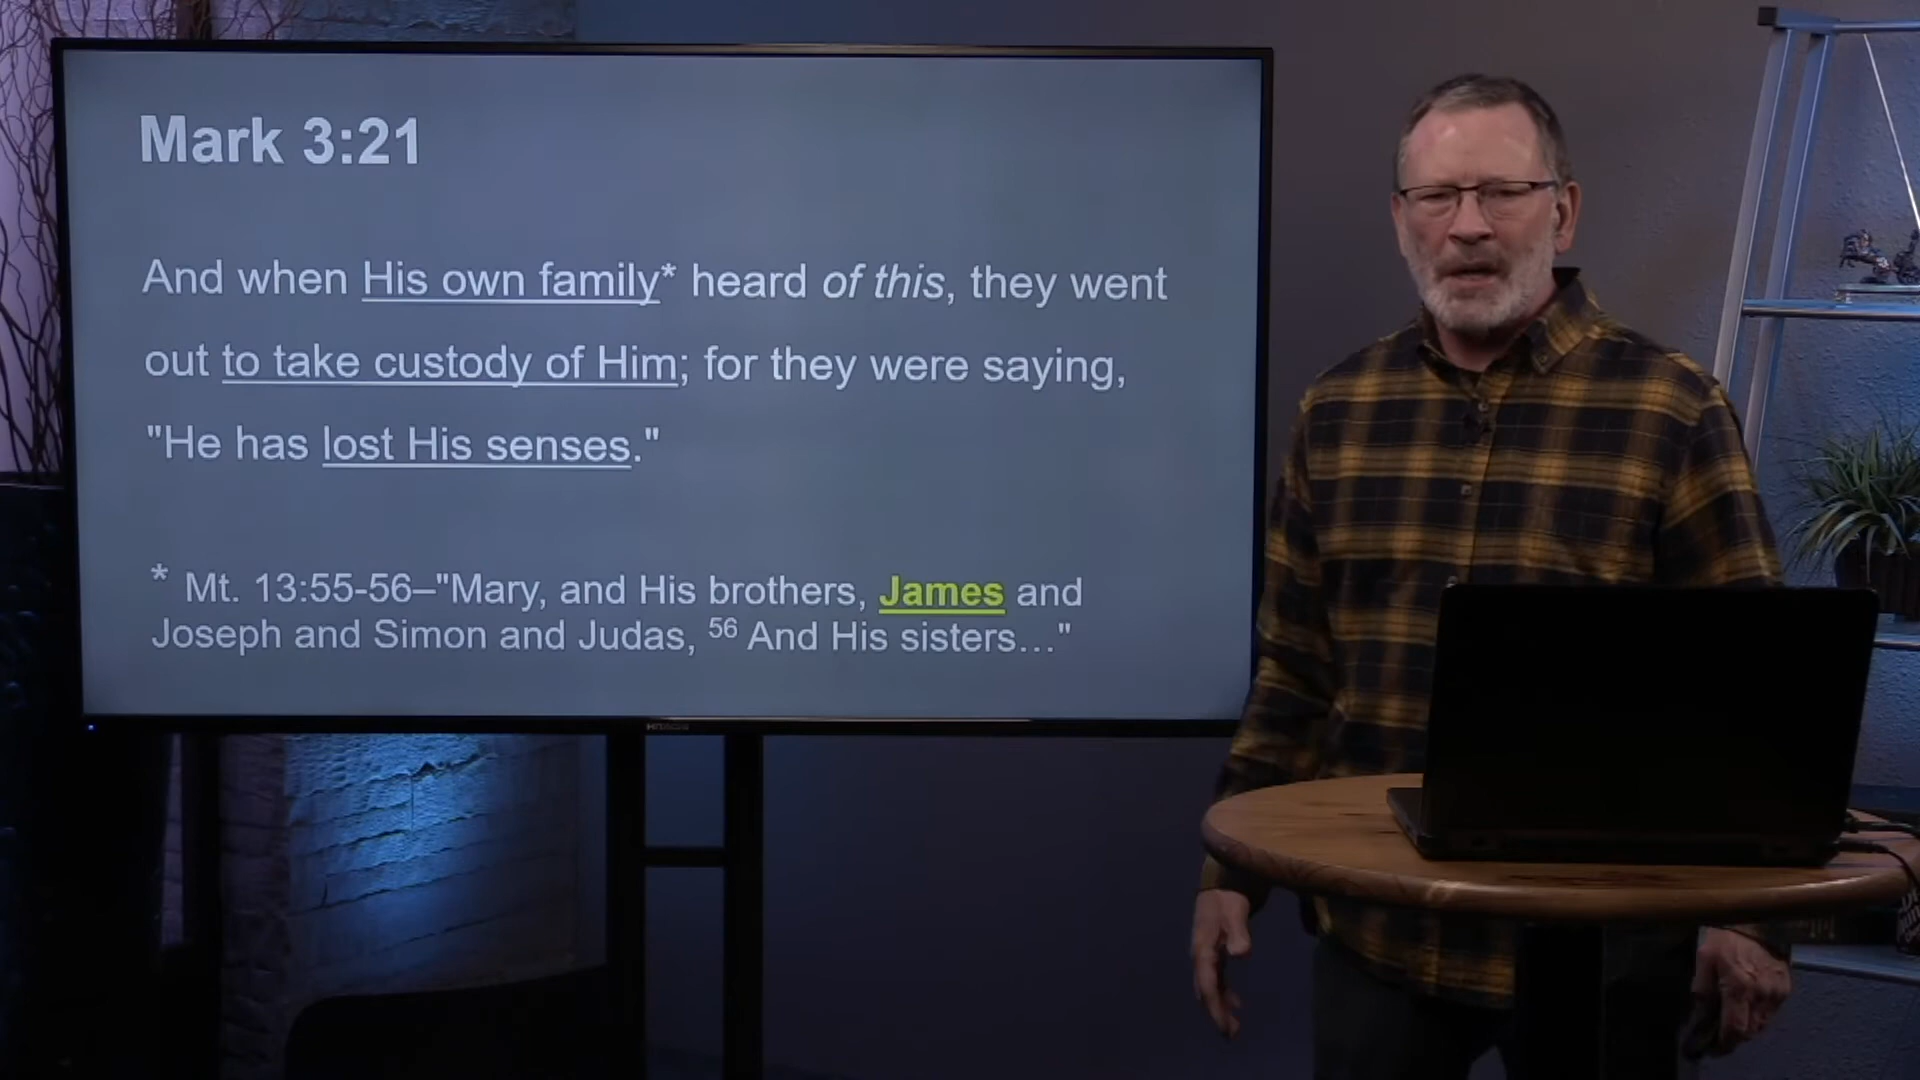 Mark 3:21
And when His own family* heard of this, they went
out to take custody of Him; for they were saying,
"He has lost His senses."
* Mt. 13:55-56–"Mary, and His brothers, James and
Joseph and Simon and Judas, 56 And His sisters…"
HITACHI